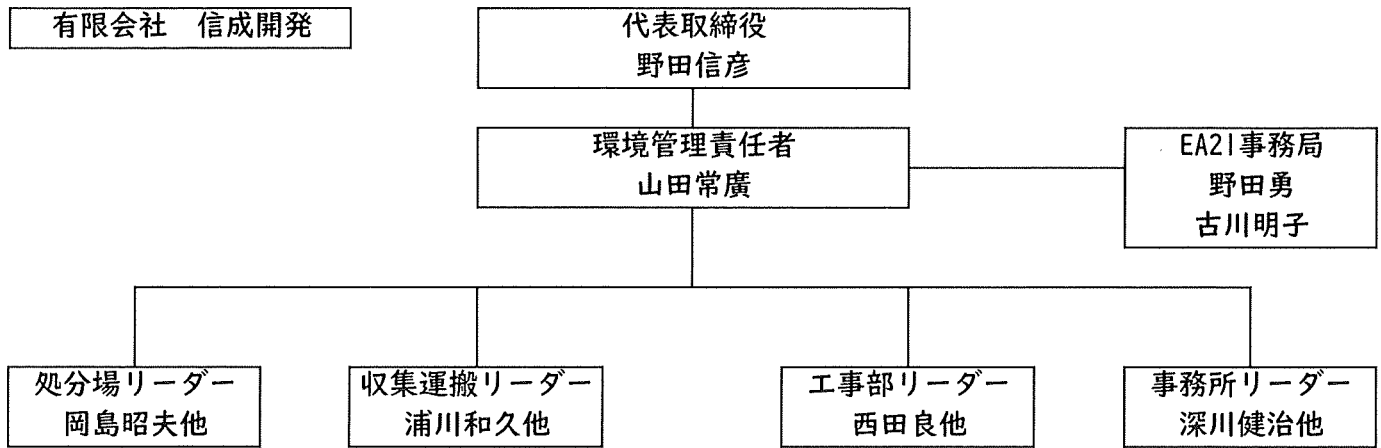 有限会社　信成開発
代表取締役
野田信彦
環境管理責任者
山田常廣
EA21事務局
野田勇
古川明子
処分場リーダー
岡島昭夫他
収集運搬リーダー
浦川和久他
工事部リーダー
西田良他
事務所リーダー
深川健治他